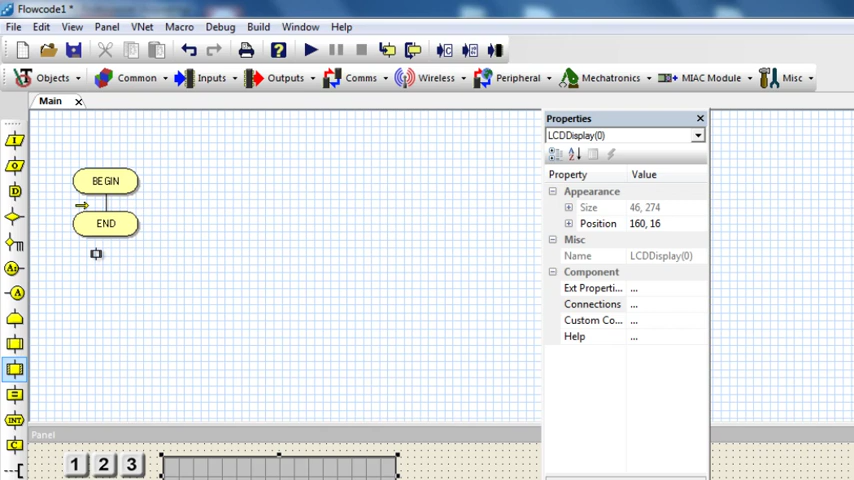 Flowcode1 *
File Edit View Panel VNet Macro Debug Build Window Help
Objects Common Inputs Outputs Comms Wireless Peripheral Mechatronics MIAC Module Misc
Main
BEGIN
END
Properties
LCDDisplay(0)
Property Value
Appearance
Size 46, 274
Position 160, 16
Misc
Name LCDDisplay(0)
Component
Ext Properti... ...
Connections ...
Custom Co... ...
Help ...
Panel
1 2 3